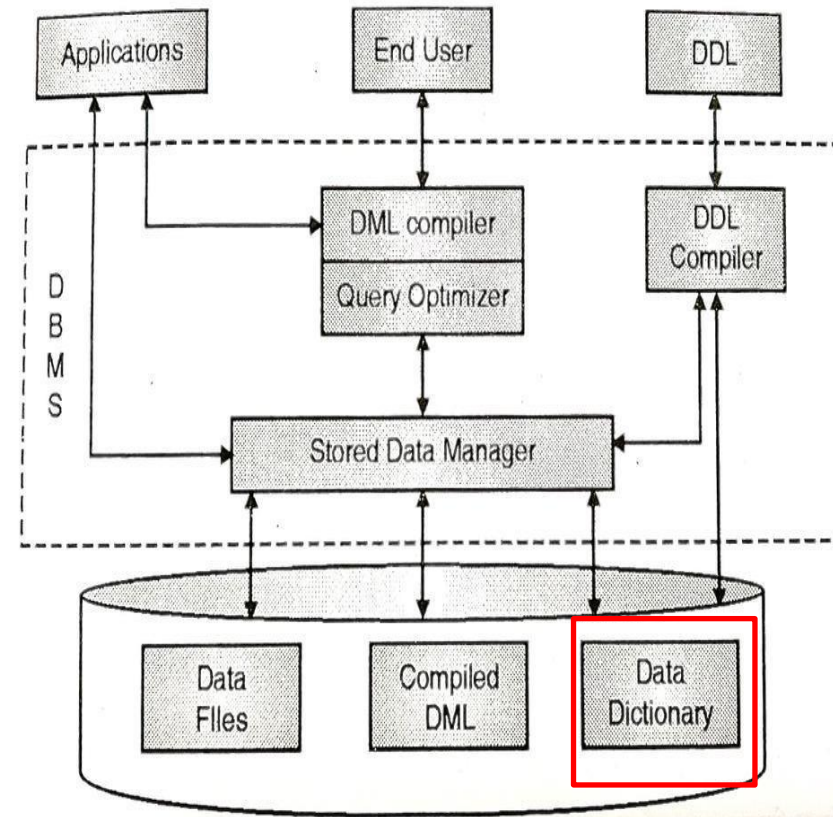 Applications
End User
DDL
DML compiler
Query Optimizer
DDL
Compiler
D
B
M
S
Stored Data Manager
Data
FIles
Compiled
DML
Data
Dictionary